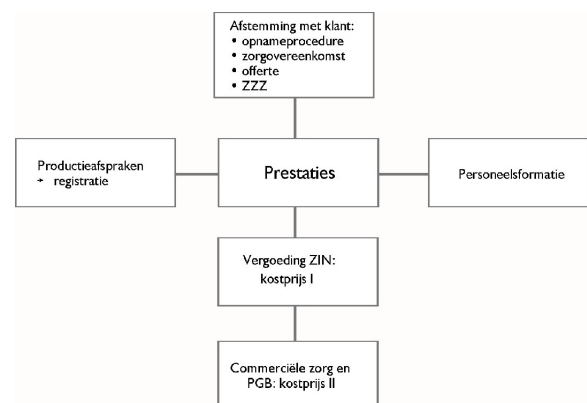 Afstemming met klant:
• opnameprocedure
• zorgovereenkomst
• offerte
• ZZZ
Productieafspraken
→ registratie
Prestaties
Personeelsformatie
Vergoeding ZIN:
kostprijs I
Commerciële zorg en
PGB: kostprijs II